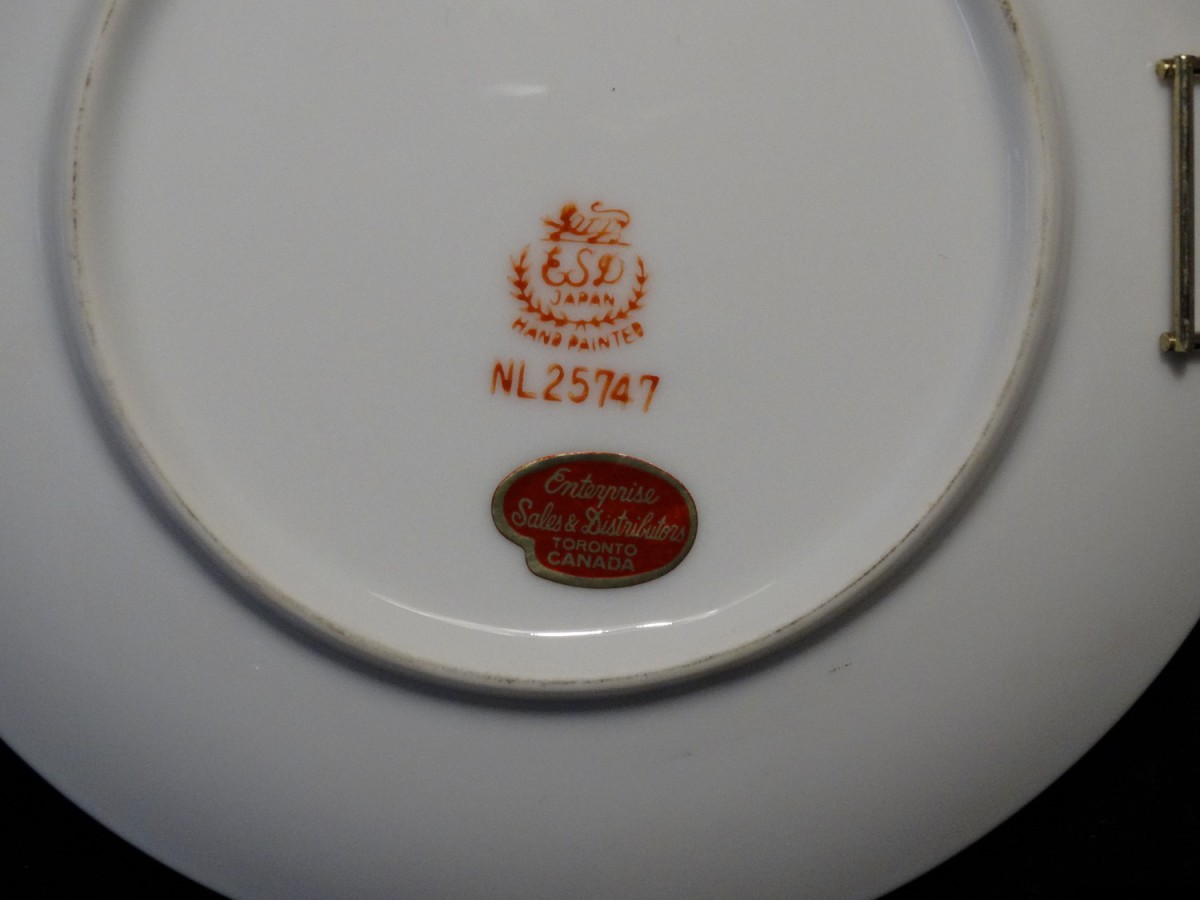 ESD
JAPAN
HAND PAINTED
NL25747
Enterprise
Sales & Distributors
TORONTO
CANADA